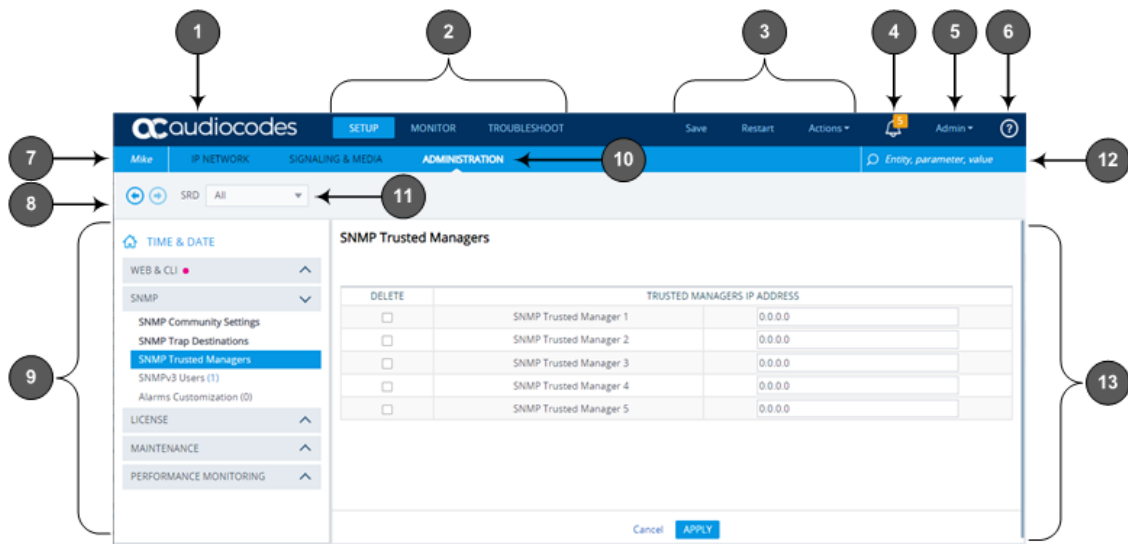 1 2 3 4 5 6
audiocodes SETUP MONITOR TROUBLESHOOT Save Restart Actions 5 Admin ?
7 Mike IP NETWORK SIGNALING & MEDIA ADMINISTRATION 10 Entity, parameter, value 12
8 SRD All 11
TIME & DATE
WEB & CLI
SNMP
SNMP Community Settings
SNMP Trap Destinations
SNMP Trusted Managers
SNMPv3 Users (1)
Alarms Customization (0)
LICENSE
MAINTENANCE
PERFORMANCE MONITORING
9
SNMP Trusted Managers
DELETE TRUSTED MANAGERS IP ADDRESS
SNMP Trusted Manager 1 0.0.0.0
SNMP Trusted Manager 2 0.0.0.0
SNMP Trusted Manager 3 0.0.0.0
SNMP Trusted Manager 4 0.0.0.0
SNMP Trusted Manager 5 0.0.0.0
13
Cancel APPLY